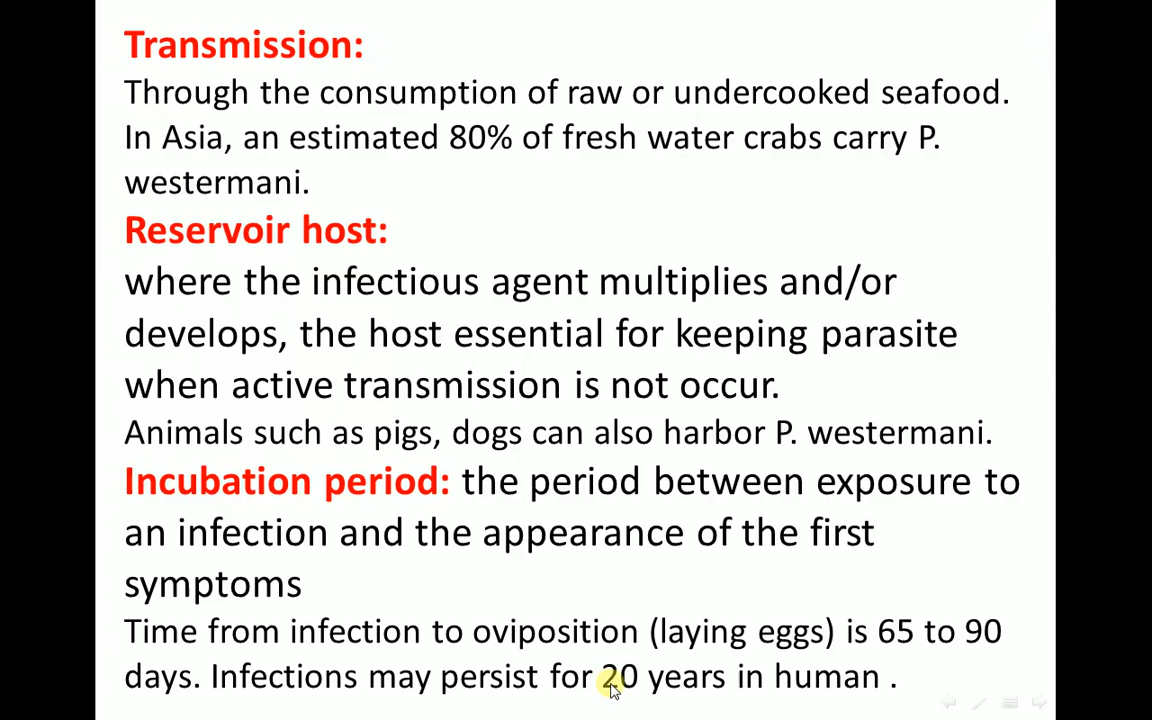 Transmission:
Through the consumption of raw or undercooked seafood.
In Asia, an estimated 80% of fresh water crabs carry P.
westermani.
Reservoir host:
where the infectious agent multiplies and/or
develops, the host essential for keeping parasite
when active transmission is not occur.
Animals such as pigs, dogs can also harbor P. westermani.
Incubation period: the period between exposure to
an infection and the appearance of the first
symptoms
Time from infection to oviposition (laying eggs) is 65 to 90
days. Infections may persist for 20 years in human .